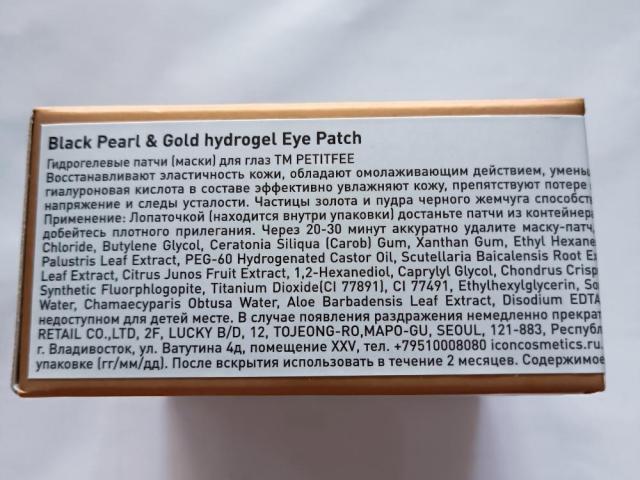 Black Pearl & Gold hydrogel Eye Patch
Гидрогелевые патчи (маски) для глаз ТМ PETITFEE
Восстанавливают эластичность кожи, обладают омолаживающим действием, умень
гиалуроновая кислота в составе эффективно увлажняют кожу, препятствуют потере
напряжение и следы усталости. Частицы золота и пудра черного жемчуга способст
Применение: Лопаточкой (находится внутри упаковки) достаньте патчи из контейнер
добейтесь плотного прилегания. Через 20-30 минут аккуратно удалите маску-патч,
Chloride, Butylene Glycol, Ceratonia Siliqua (Carob) Gum, Xanthan Gum, Ethyl Hexane
Palustris Leaf Extract, PEG-60 Hydrogenated Castor Oil, Scutellaria Baicalensis Root Ex
Leaf Extract, Citrus Junos Fruit Extract, 1,2-Hexanediol, Caprylyl Glycol, Chondrus Crisp
Synthetic Fluorphlogopite, Titanium Dioxide(CI 77891), CI 77491, Ethylhexylglycerin, So
Water, Chamaecyparis Obtusa Water, Aloe Barbadensis Leaf Extract, Disodium EDTA
недоступном для детей месте. В случае появления раздражения немедленно прекрат
RETAIL CO.,LTD, 2F, LUCKY B/D, 12, TOJEONG-RO,MAPO-GU, SEOUL, 121-883, Республ
г. Владивосток, ул. Ватутина 4д, помещение XXV, тел. +79510008080 iconcosmetics.ru
упаковке (гг/мм/дд). После вскрытия использовать в течение 2 месяцев. Содержимое